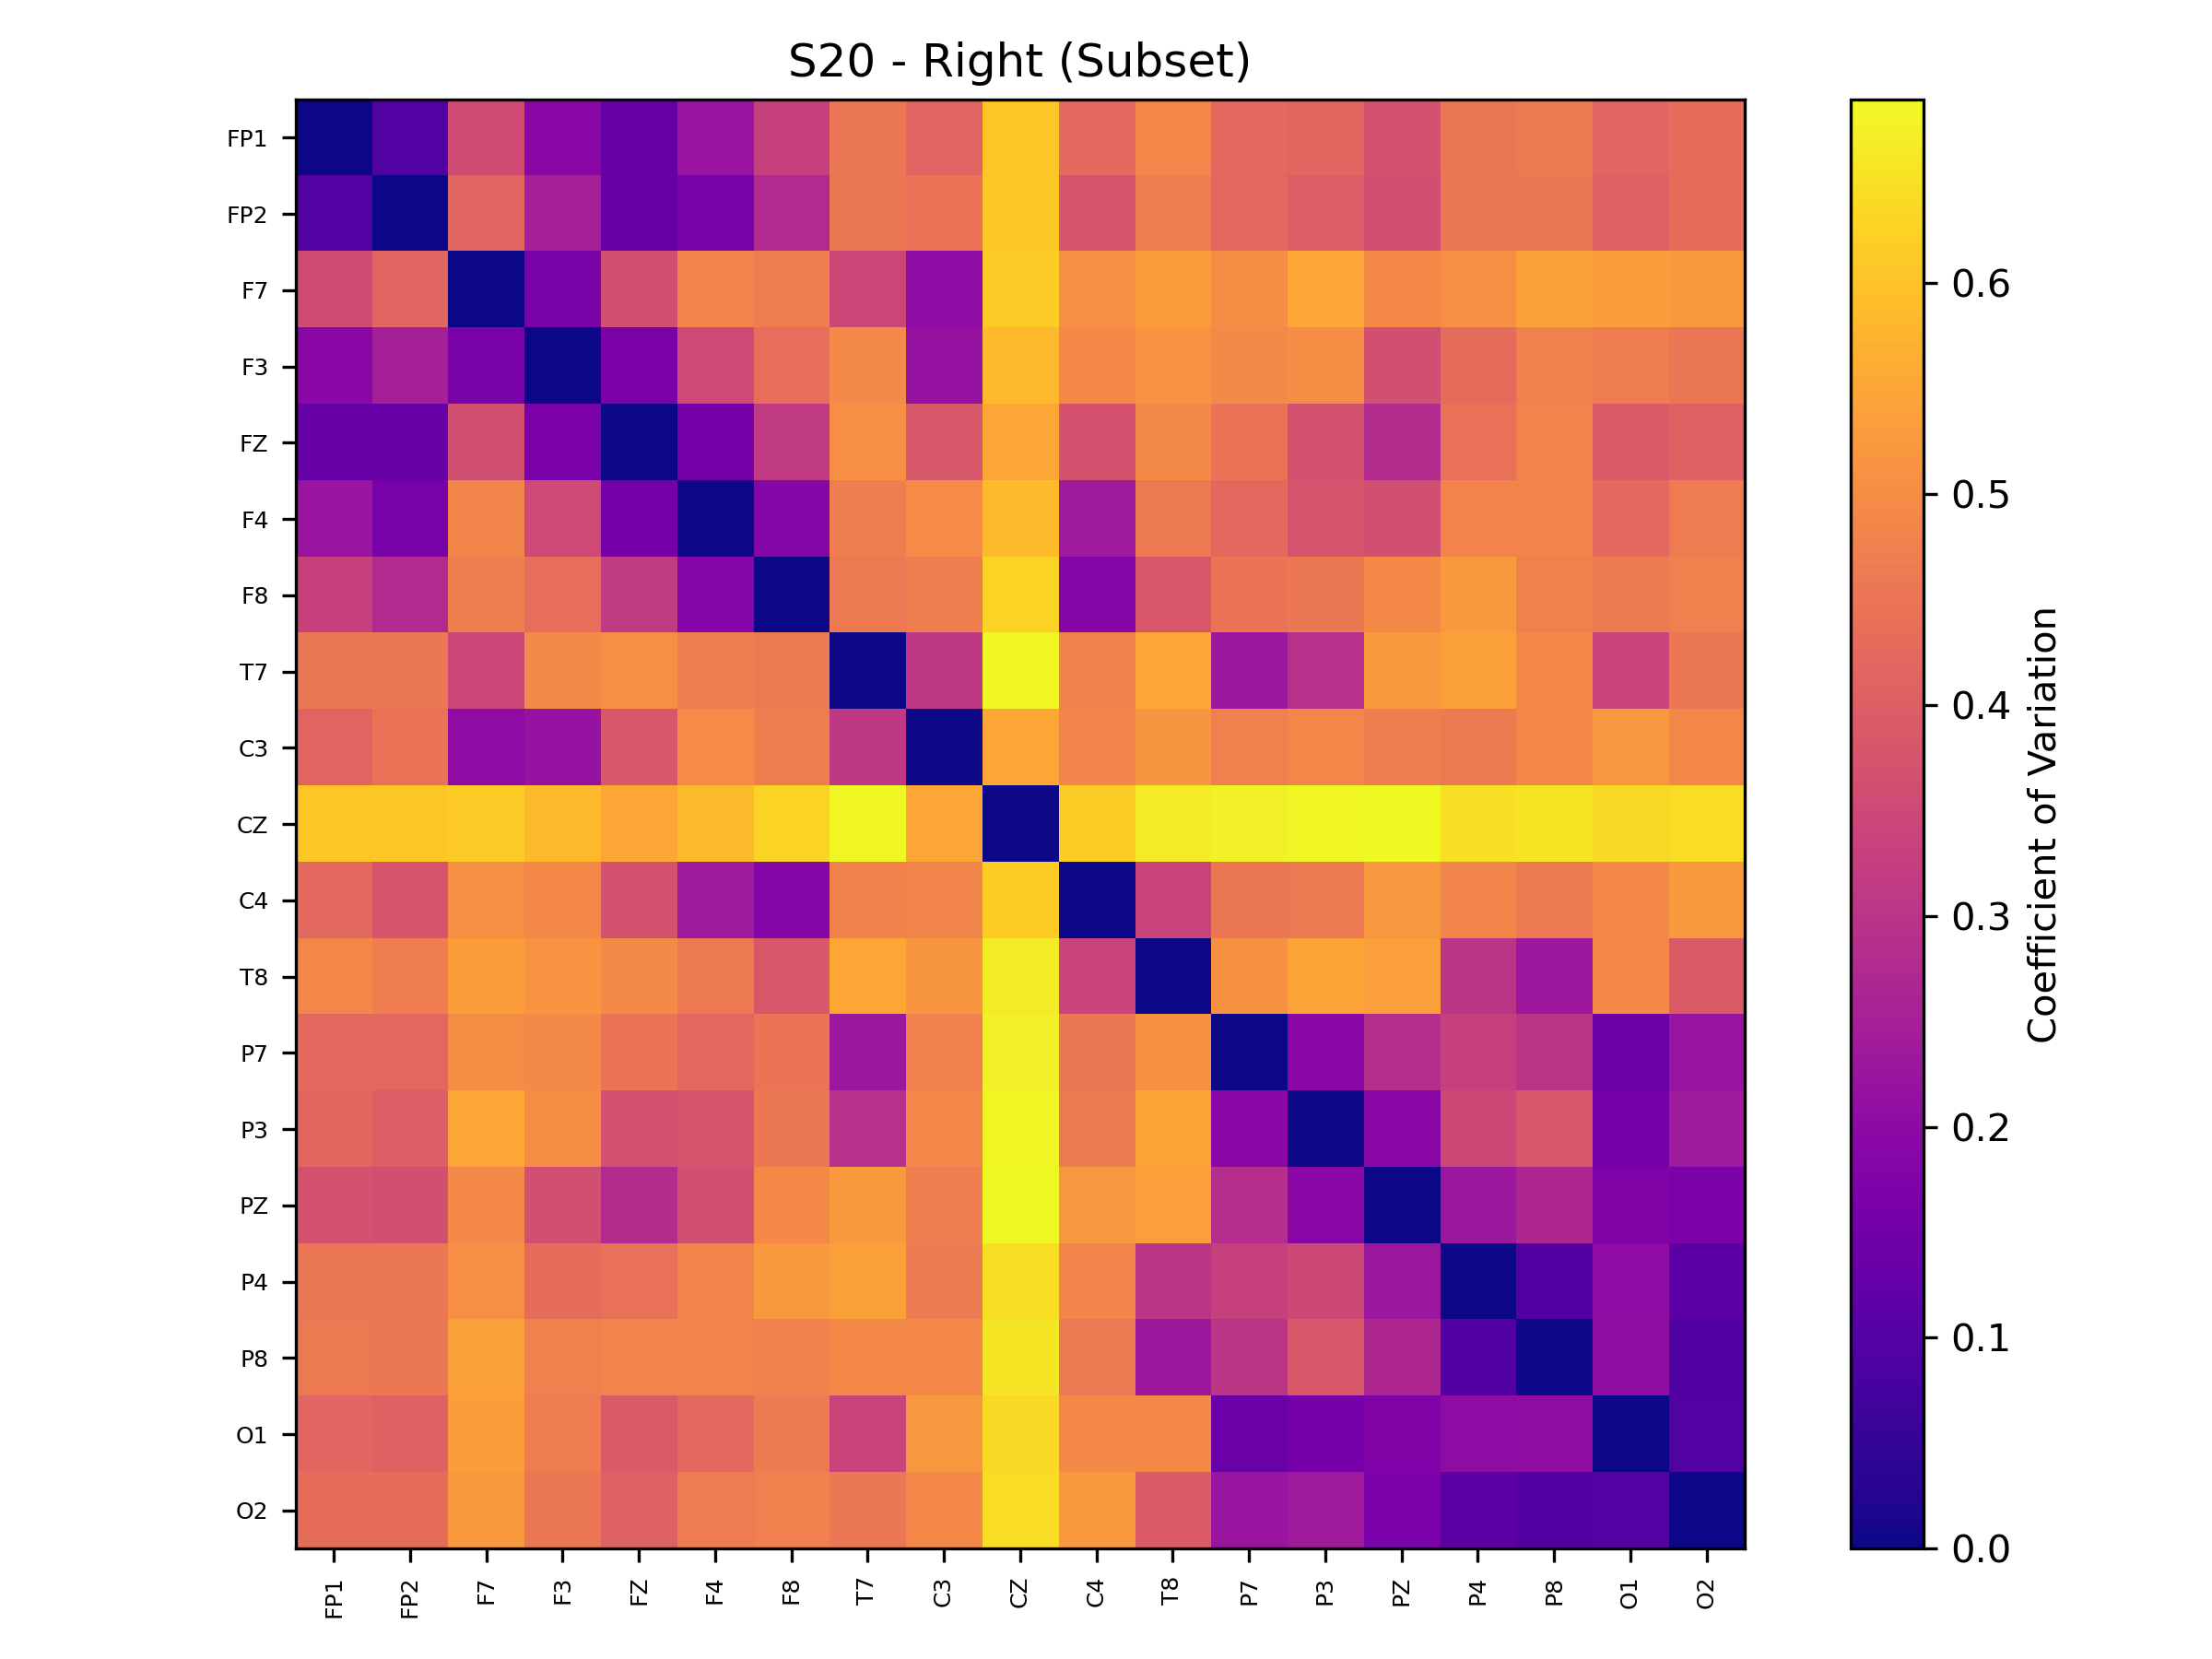 S20 - Right (Subset)
FP1
FP2
F7
F3
FZ
F4
F8
T7
C3
CZ
C4
T8
P7
P3
PZ
P4
P8
O1
O2
FP1 FP2 F7 F3 FZ F4 F8 T7 C3 CZ C4 T8 P7 P3 PZ P4 P8 O1 O2
0.6
0.5
0.4
0.3
0.2
0.1
0.0
Coefficient of Variation